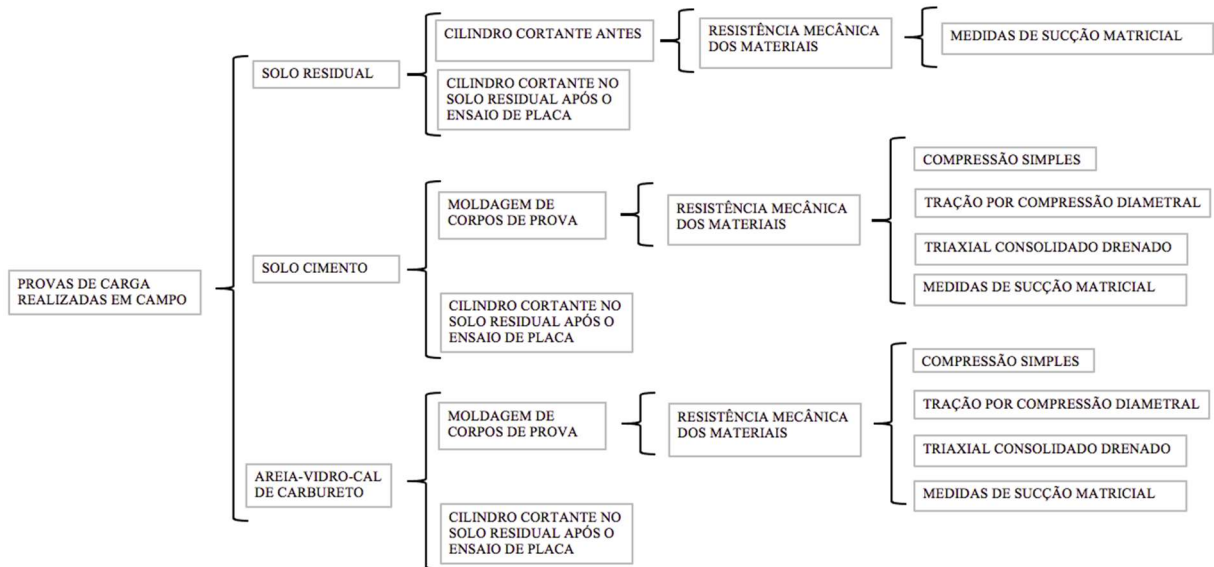 PROVAS DE CARGA
REALIZADAS EM CAMPO
SOLO RESIDUAL
CILINDRO CORTANTE ANTES
RESISTÊNCIA MECÂNICA
DOS MATERIAIS
MEDIDAS DE SUCÇÃO MATRICIAL
CILINDRO CORTANTE NO
SOLO RESIDUAL APÓS O
ENSAIO DE PLACA
SOLO CIMENTO
MOLDAGEM DE
CORPOS DE PROVA
RESISTÊNCIA MECÂNICA
DOS MATERIAIS
COMPRESSÃO SIMPLES
TRAÇÃO POR COMPRESSÃO DIAMETRAL
TRIAXIAL CONSOLIDADO DRENADO
MEDIDAS DE SUCÇÃO MATRICIAL
CILINDRO CORTANTE NO
SOLO RESIDUAL APÓS O
ENSAIO DE PLACA
AREIA-VIDRO-CAL
DE CARBURETO
MOLDAGEM DE
CORPOS DE PROVA
RESISTÊNCIA MECÂNICA
DOS MATERIAIS
COMPRESSÃO SIMPLES
TRAÇÃO POR COMPRESSÃO DIAMETRAL
TRIAXIAL CONSOLIDADO DRENADO
MEDIDAS DE SUCÇÃO MATRICIAL
CILINDRO CORTANTE NO
SOLO RESIDUAL APÓS O
ENSAIO DE PLACA